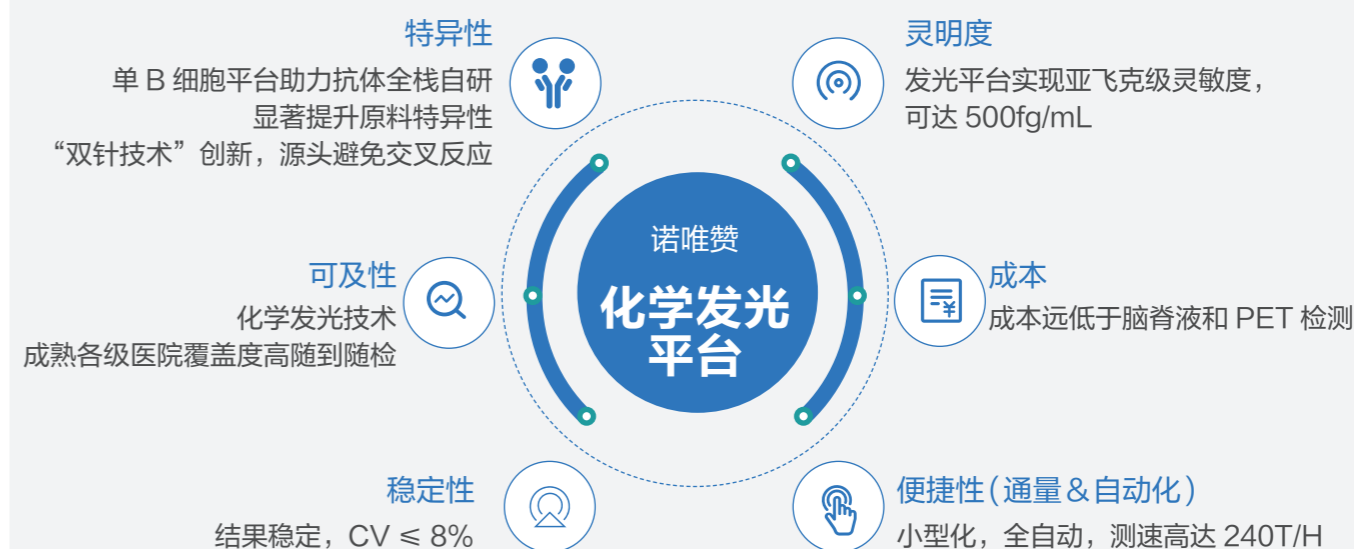 特异性
单 B 细胞平台助力抗体全栈自研
显著提升原料特异性
“双针技术”创新，源头避免交叉反应
灵明度
发光平台实现亚飞克级灵敏度，
可达 500fg/mL
诺唯赞
化学发光
平台
可及性
化学发光技术
成熟各级医院覆盖度高随到随检
成本
成本远低于脑脊液和 PET 检测
稳定性
结果稳定，CV ≤ 8%
便捷性(通量＆自动化)
小型化，全自动，测速高达 240T/H